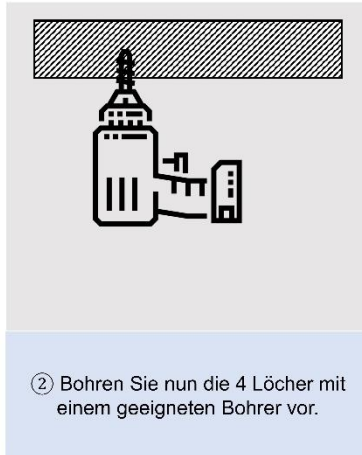 ② Bohren Sie nun die 4 Löcher mit
einem geeigneten Bohrer vor.